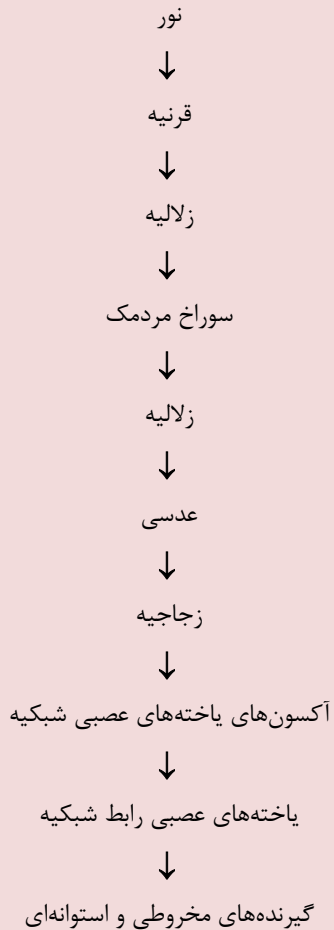 نور
↓
قرنیه
↓
زلالیه
↓
سوراخ مردمک
↓
زلالیه
↓
عدسی
↓
زجاجیه
↓
آکسون‌های یاخته‌های عصبی شبکیه
↓
یاخته‌های عصبی رابط شبکیه
↓
گیرنده‌های مخروطی و استوانه‌ای